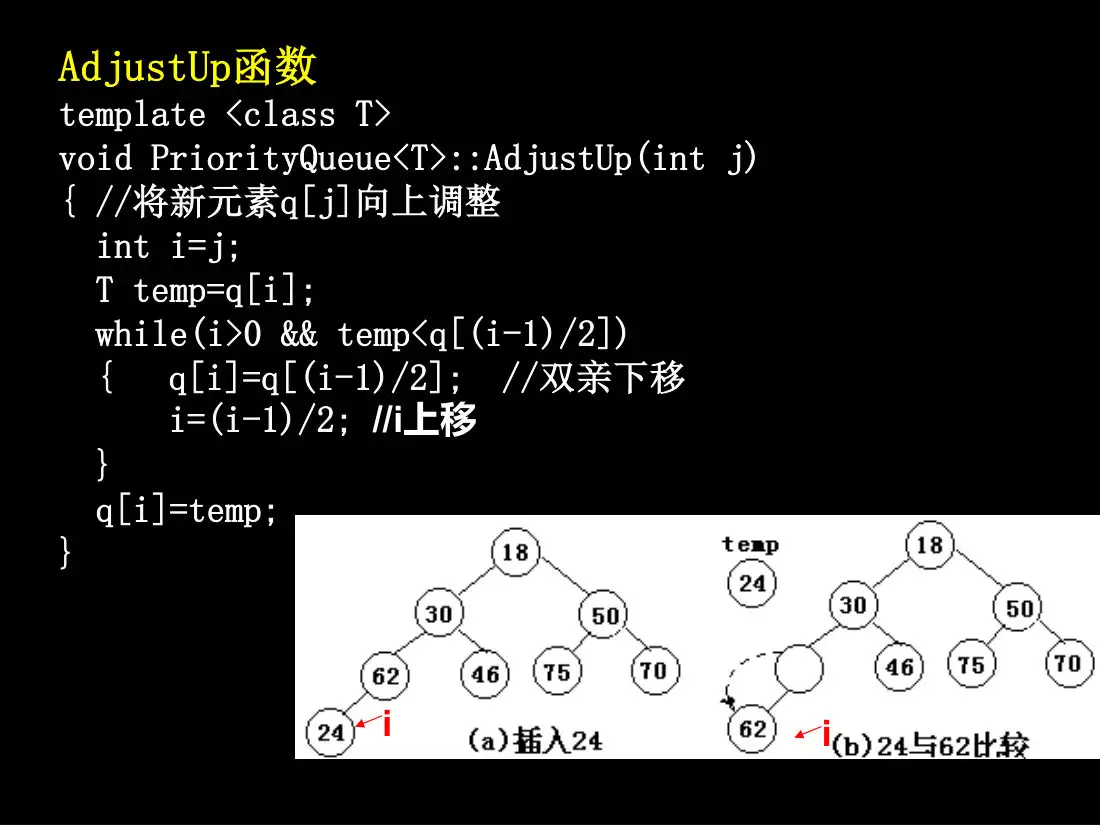 AdjustUp函数
template <class T>
void PriorityQueue<T>::AdjustUp(int j)
{ //将新元素q[j]向上调整
int i=j;
T temp=q[i];
while(i>0 && temp<q[(i-1)/2])
{ q[i]=q[(i-1)/2]; //双亲下移
i=(i-1)/2; //i上移
}
q[i]=temp;
}
18
30 50
62 46 75 70
24 i
(a)插入24
temp
24
18
30 50
46 75 70
62 i
(b)24与62比较